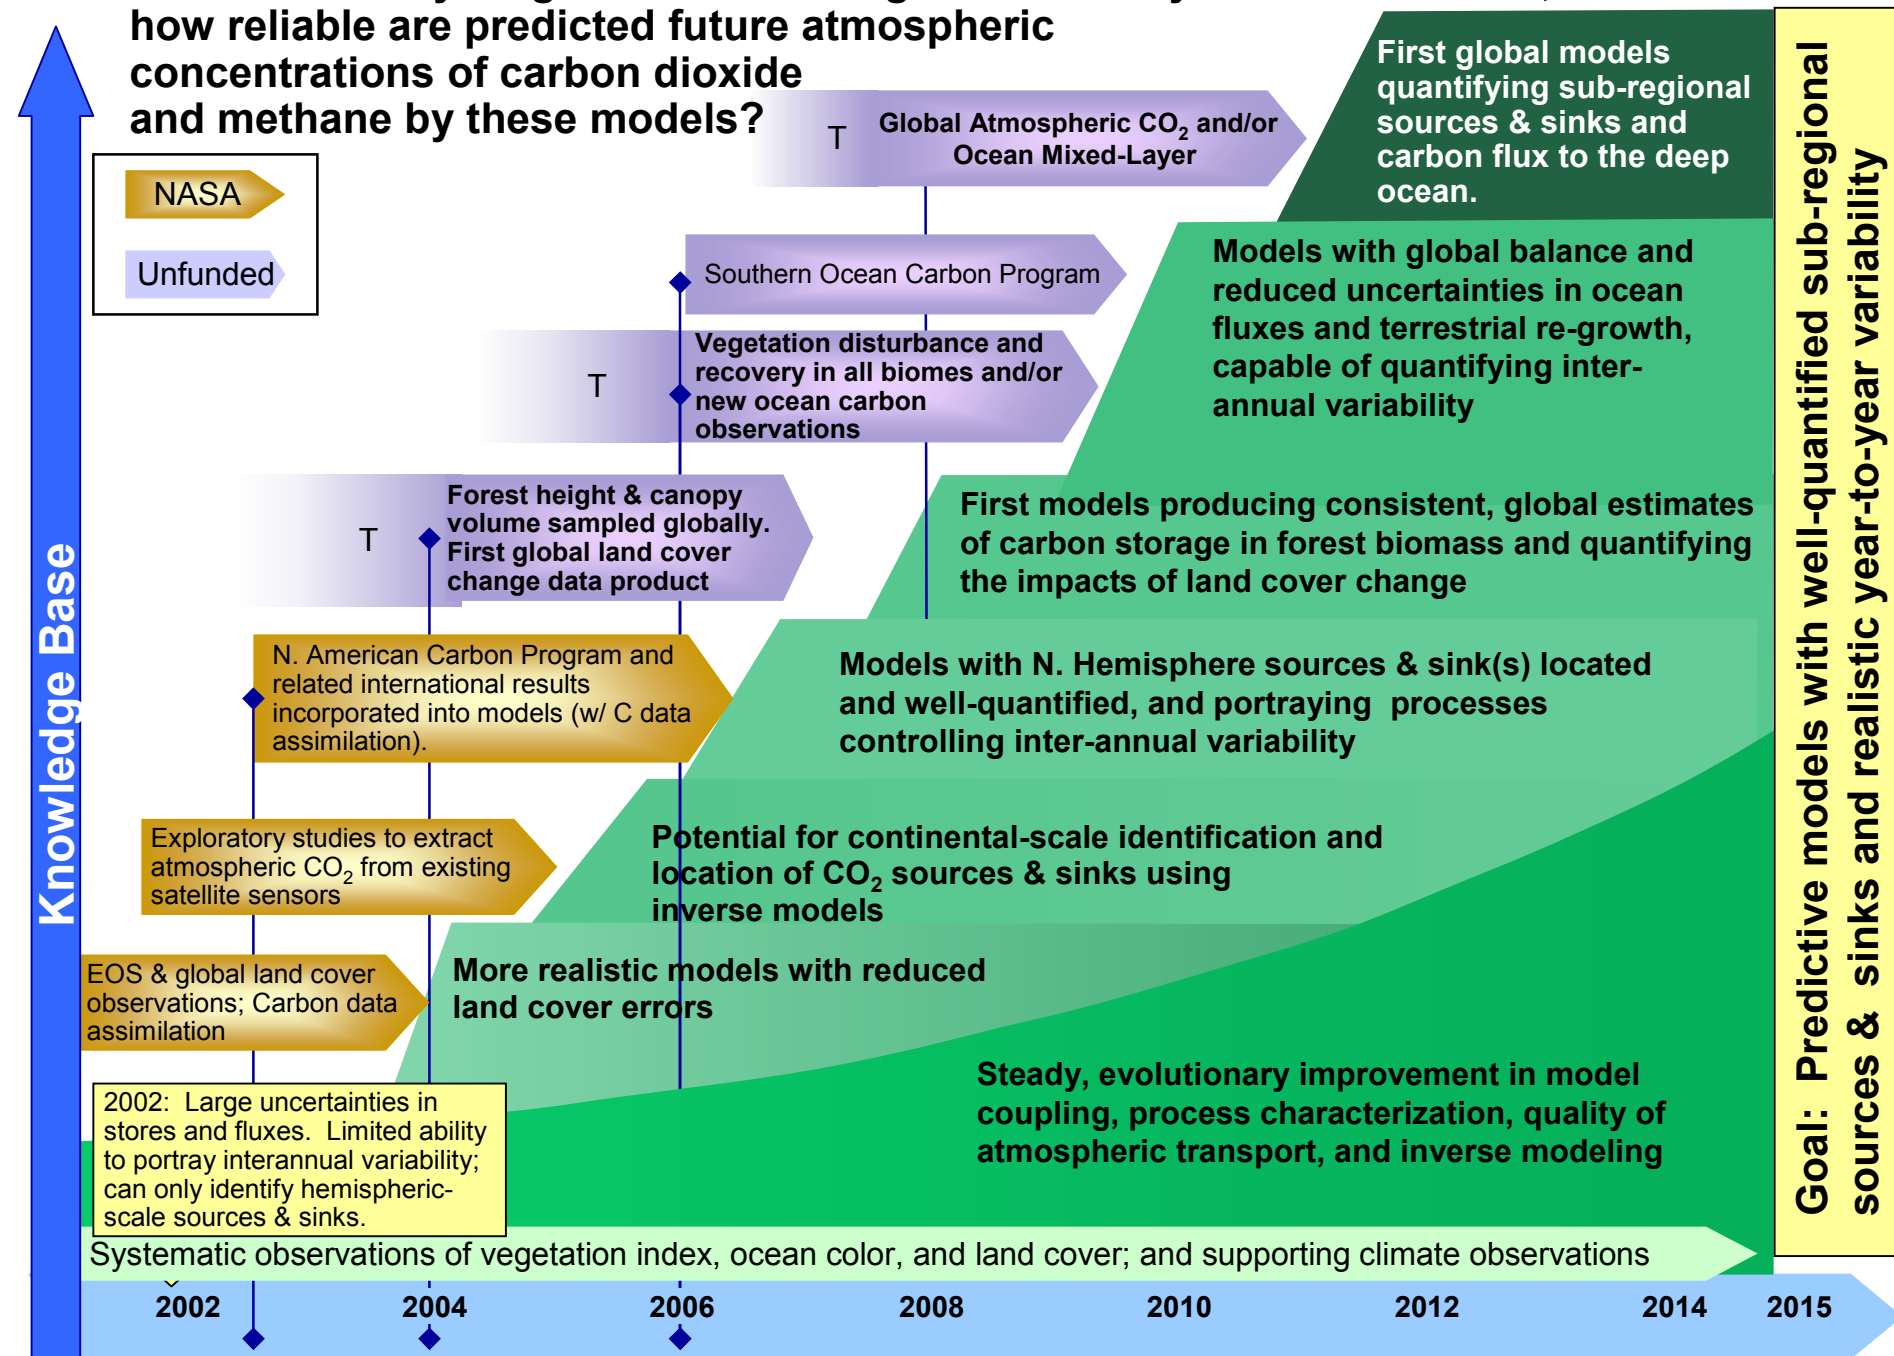 how reliable are predicted future atmospheric
concentrations of carbon dioxide
and methane by these models?
NASA
Unfunded
T
Global Atmospheric CO₂ and/or
Ocean Mixed-Layer
Southern Ocean Carbon Program
T
Vegetation disturbance and
recovery in all biomes and/or
new ocean carbon
observations
T
Forest height & canopy
volume sampled globally.
First global land cover
change data product
N. American Carbon Program and
related international results
incorporated into models (w/ C data
assimilation).
Exploratory studies to extract
atmospheric CO₂ from existing
satellite sensors
EOS & global land cover
observations; Carbon data
assimilation
2002:  Large uncertainties in
stores and fluxes.  Limited ability
to portray interannual variability;
can only identify hemispheric-
scale sources & sinks.
First global models
quantifying sub-regional
sources & sinks and
carbon flux to the deep
ocean.
Models with global balance and
reduced uncertainties in ocean
fluxes and terrestrial re-growth,
capable of quantifying inter-
annual variability
First models producing consistent, global estimates
of carbon storage in forest biomass and quantifying
the impacts of land cover change
Models with N. Hemisphere sources & sink(s) located
and well-quantified, and portraying  processes
controlling inter-annual variability
Potential for continental-scale identification and
location of CO₂ sources & sinks using
inverse models
More realistic models with reduced
land cover errors
Steady, evolutionary improvement in model
coupling, process characterization, quality of
atmospheric transport, and inverse modeling
Systematic observations of vegetation index, ocean color, and land cover; and supporting climate observations
2002 2004 2006 2008 2010 2012 2014 2015
Knowledge Base
Goal:  Predictive models with well-quantified sub-regional
sources & sinks and realistic year-to-year variability